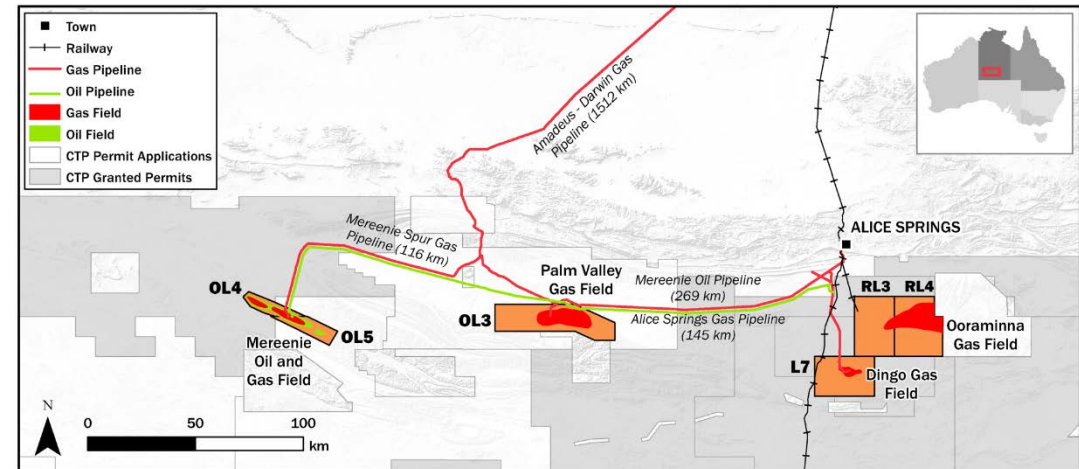 Town
Railway
Gas Pipeline
Oil Pipeline
Gas Field
Oil Field
CTP Permit Applications
CTP Granted Permits
Amadeus - Darwin Gas
Pipeline (1512 km)
Mereenie Spur Gas
Pipeline (116 km)
ALICE SPRINGS
Palm Valley
Gas Field
Mereenie Oil Pipeline
(269 km)
Alice Springs Gas Pipeline
(145 km)
OL4
OL5
OL3
RL3
RL4
Mereenie
Oil and
Gas Field
Ooraminna
Gas Field
L7
Dingo Gas
Field
N
0
50
100
km